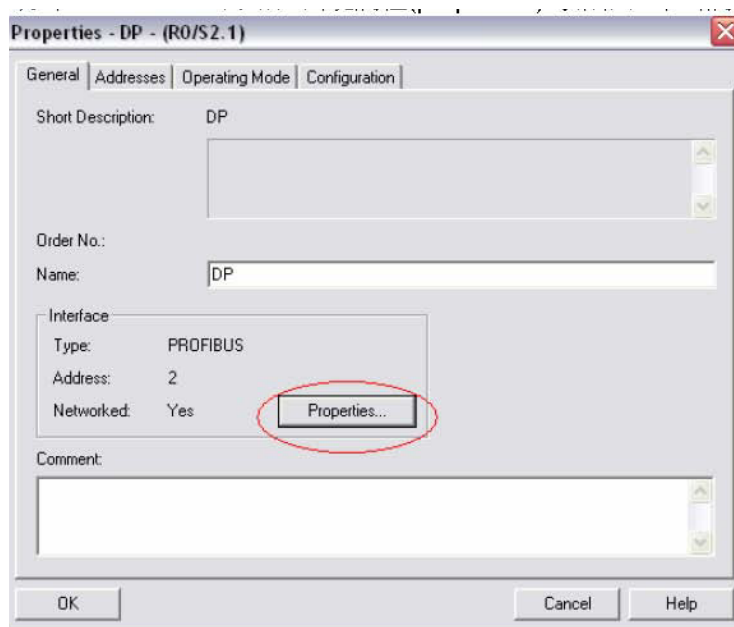 Properties - DP - (R0/S2.1)
General Addresses Operating Mode Configuration
Short Description: DP
Order No.:
Name: DP
Interface
Type: PROFIBUS
Address: 2
Networked: Yes Properties...
Comment:
OK Cancel Help